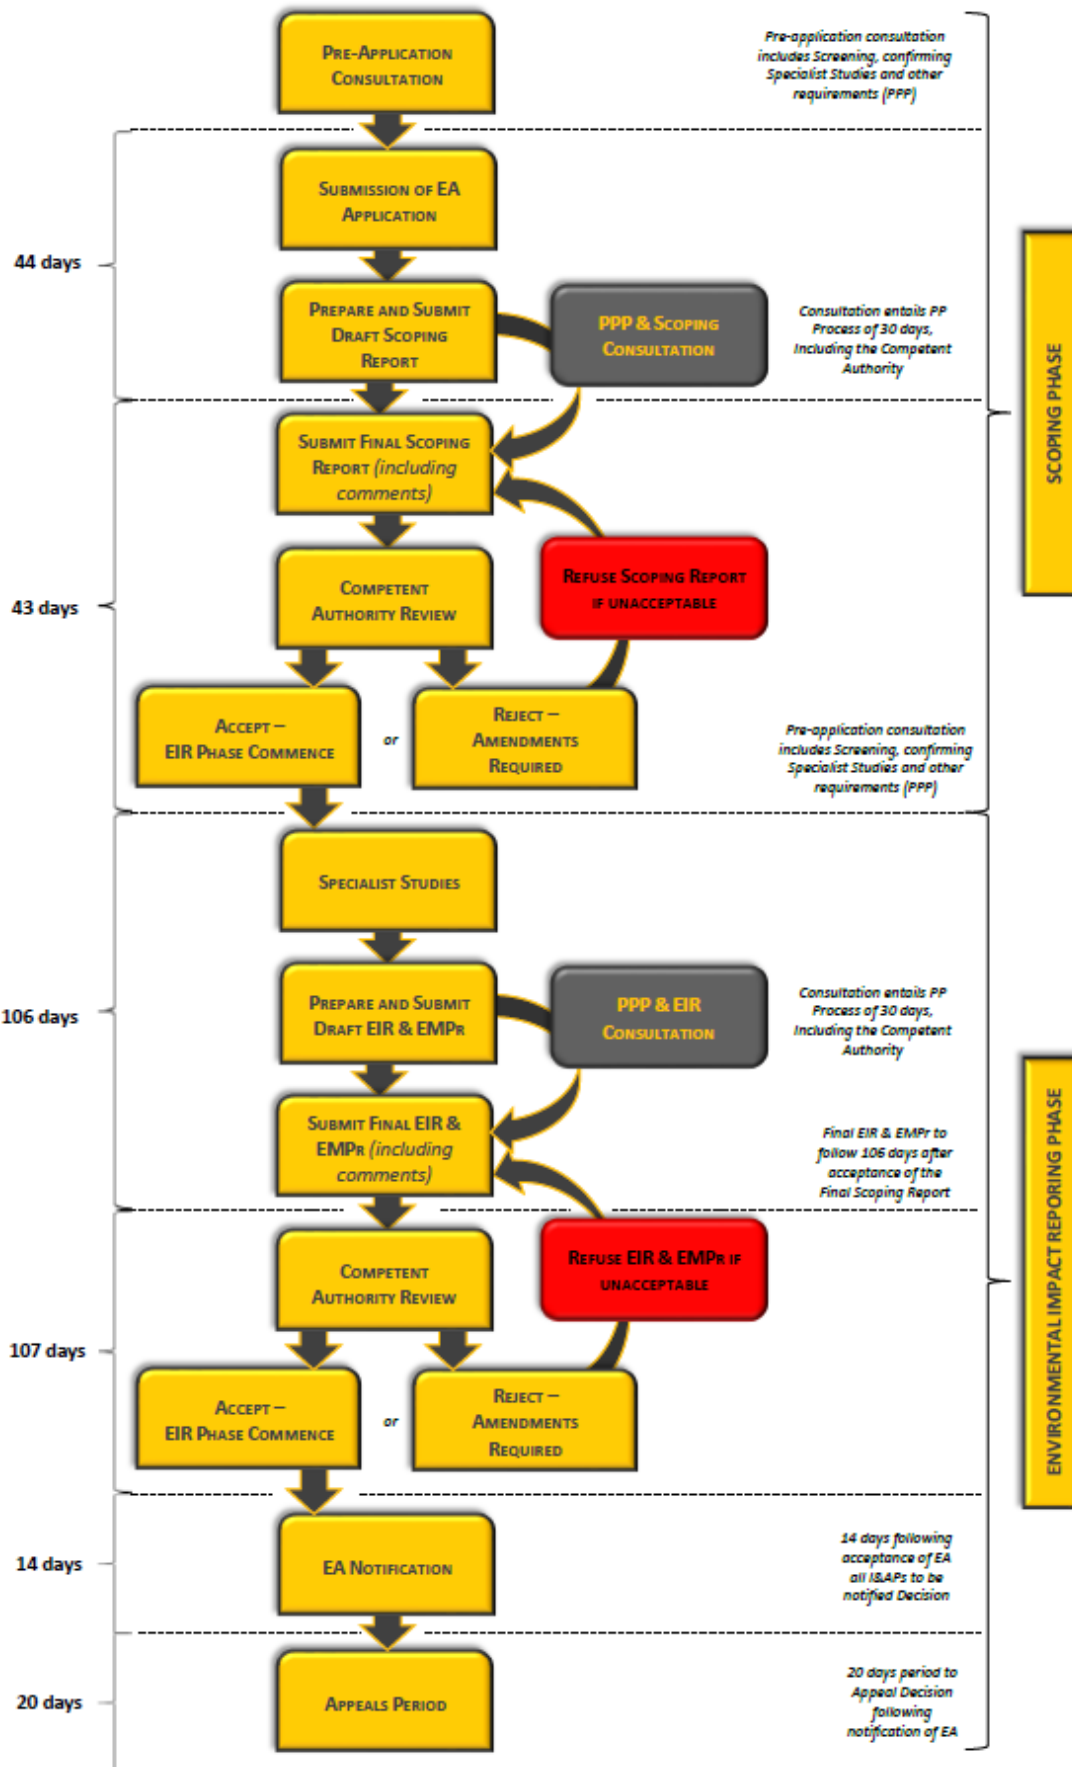 PRE-APPLICATION
CONSULTATION
Pre-application consultation
includes Screening, confirming
Specialist Studies and other
requirements (PPP)
SUBMISSION OF EA
APPLICATION
44 days
PREPARE AND SUBMIT
DRAFT SCOPING
REPORT
PPP & SCOPING
CONSULTATION
Consultation entails PP
Process of 30 days,
Including the Competent
Authority
SCOPING PHASE
SUBMIT FINAL SCOPING
REPORT (including
comments)
COMPETENT
AUTHORITY REVIEW
REFUSE SCOPING REPORT
IF UNACCEPTABLE
43 days
ACCEPT –
EIR PHASE COMMENCE
or
REJECT –
AMENDMENTS
REQUIRED
Pre-application consultation
includes Screening, confirming
Specialist Studies and other
requirements (PPP)
SPECIALIST STUDIES
106 days
PREPARE AND SUBMIT
DRAFT EIR & EMPR
PPP & EIR
CONSULTATION
Consultation entails PP
Process of 30 days,
Including the Competent
Authority
SUBMIT FINAL EIR &
EMPR (including
comments)
Final EIR & EMPr to
follow 106 days after
acceptance of the
Final Scoping Report
ENVIRONMENTAL IMPACT REPORING PHASE
COMPETENT
AUTHORITY REVIEW
REFUSE EIR & EMPR IF
UNACCEPTABLE
107 days
ACCEPT –
EIR PHASE COMMENCE
or
REJECT –
AMENDMENTS
REQUIRED
14 days
EA NOTIFICATION
14 days following
acceptance of EA
all I&APs to be
notified Decision
20 days
APPEALS PERIOD
20 days period to
Appeal Decision
following
notification of EA